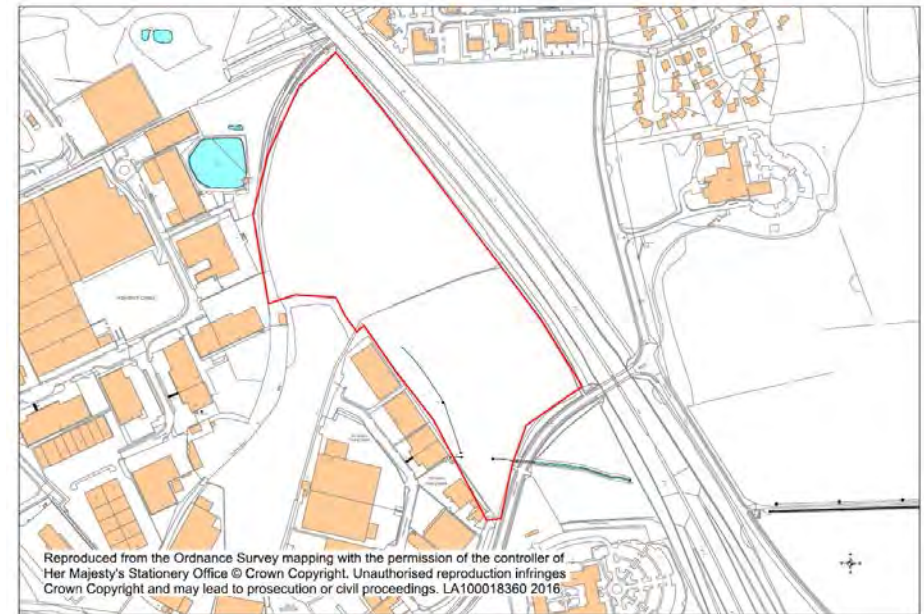 Reproduced from the Ordnance Survey mapping with the permission of the controller of
Her Majesty's Stationery Office © Crown Copyright. Unauthorised reproduction infringes
Crown Copyright and may lead to prosecution or civil proceedings. LA100018360 2016